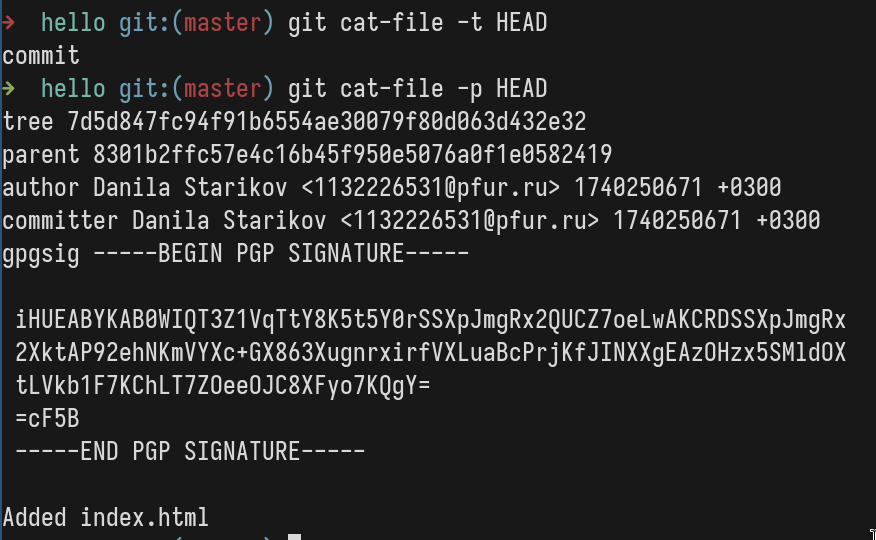 → hello git:(master) git cat-file -t HEAD
commit
→ hello git:(master) git cat-file -p HEAD
tree 7d5d847fc94f91b6554ae30079f80d063d432e32
parent 8301b2ffc57e4c16b45f950e5076a0f1e0582419
author Danila Starikov <1132226531@pfur.ru> 1740250671 +0300
committer Danila Starikov <1132226531@pfur.ru> 1740250671 +0300
gpgsig -----BEGIN PGP SIGNATURE-----

 iHUEABYKAB0WIQT3Z1VqTtY8K5t5Y0rSSXpJmgRx2QUCZ7oeLwAKCRDSSXpJmgRx
 2XktAP92ehNKmVYXc+GX863XugnrxirfVXLuaBcPrjKfJINXXgEAzOHzx5SMldOX
 tLVkb1F7KChLT7ZOeeOJC8XFyo7KQgY=
 =cF5B
 -----END PGP SIGNATURE-----

Added index.html